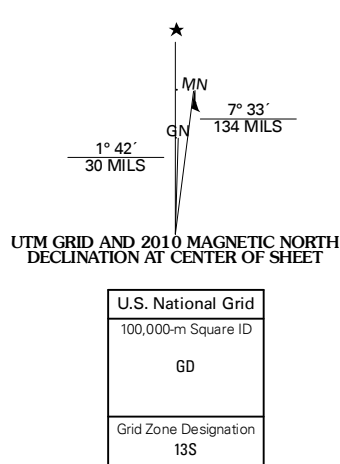 MN
7° 33´
134 MILS
GN
1° 42´
30 MILS
UTM GRID AND 2010 MAGNETIC NORTH
DECLINATION AT CENTER OF SHEET
U.S. National Grid
100,000-m Square ID
GD
Grid Zone Designation
13S